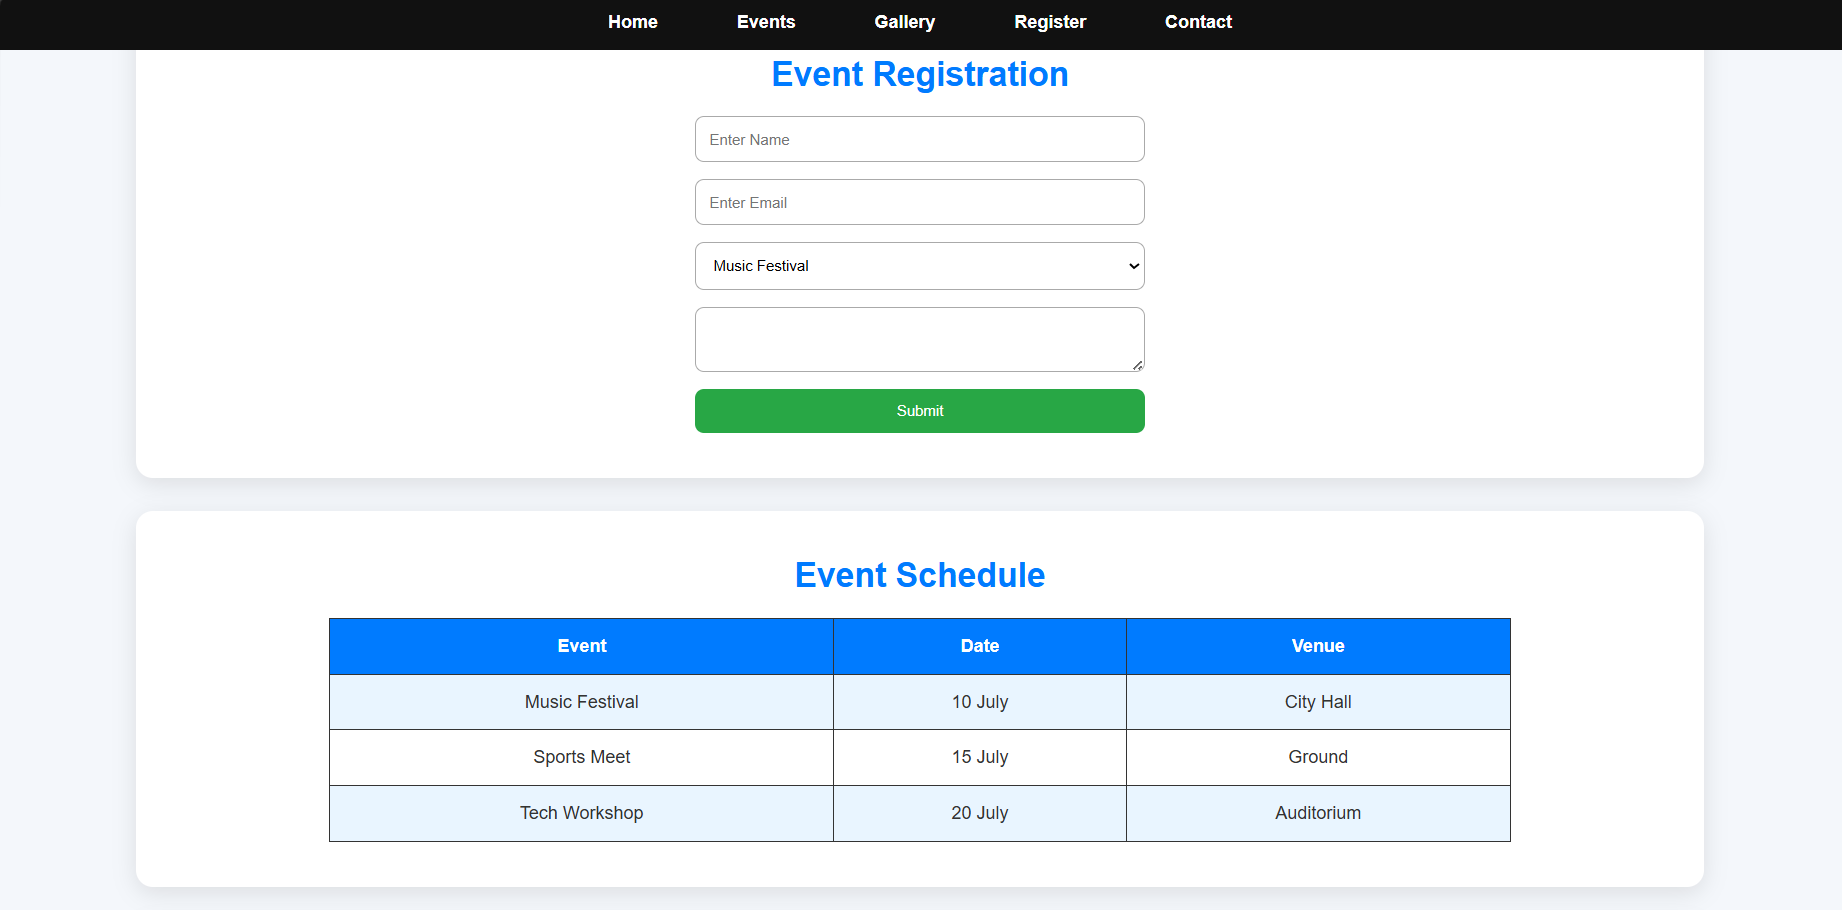 Home Events Gallery Register Contact
Event Registration
Enter Name
Enter Email
Music Festival
Submit
Event Schedule
Event Date Venue
Music Festival 10 July City Hall
Sports Meet 15 July Ground
Tech Workshop 20 July Auditorium